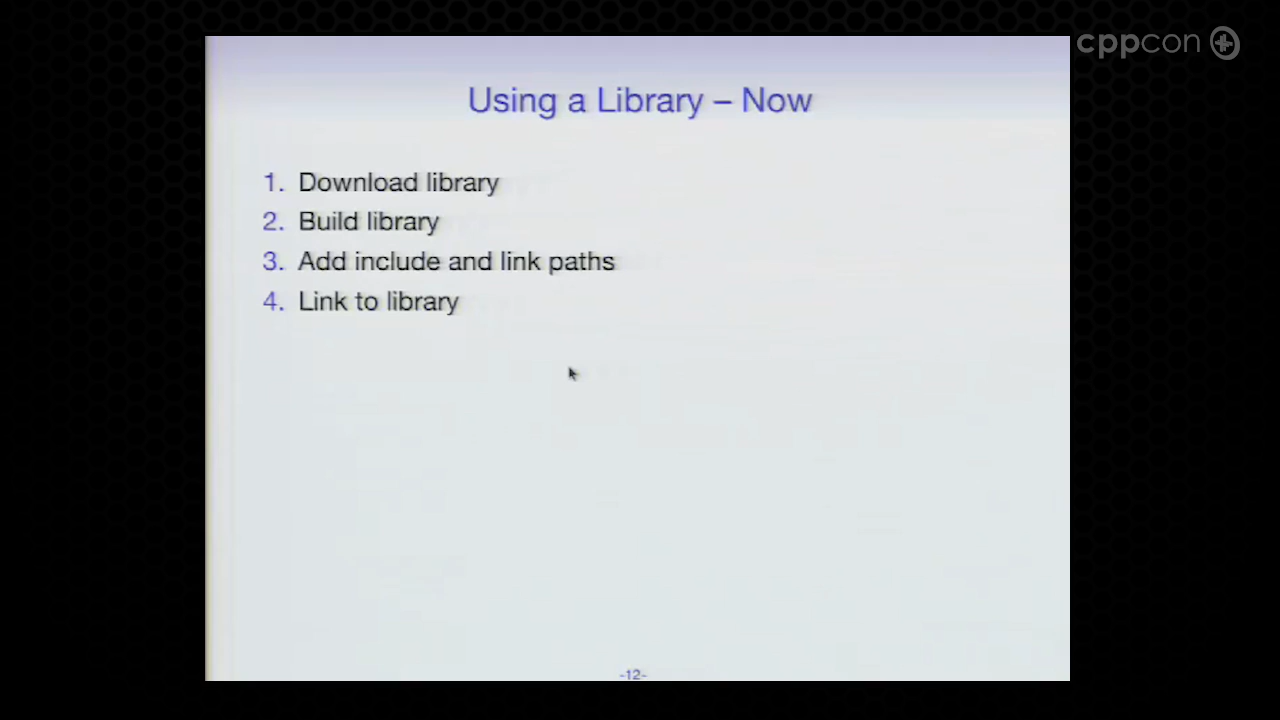 cppcon
Using a Library – Now
1. Download library
2. Build library
3. Add include and link paths
4. Link to library
-12-